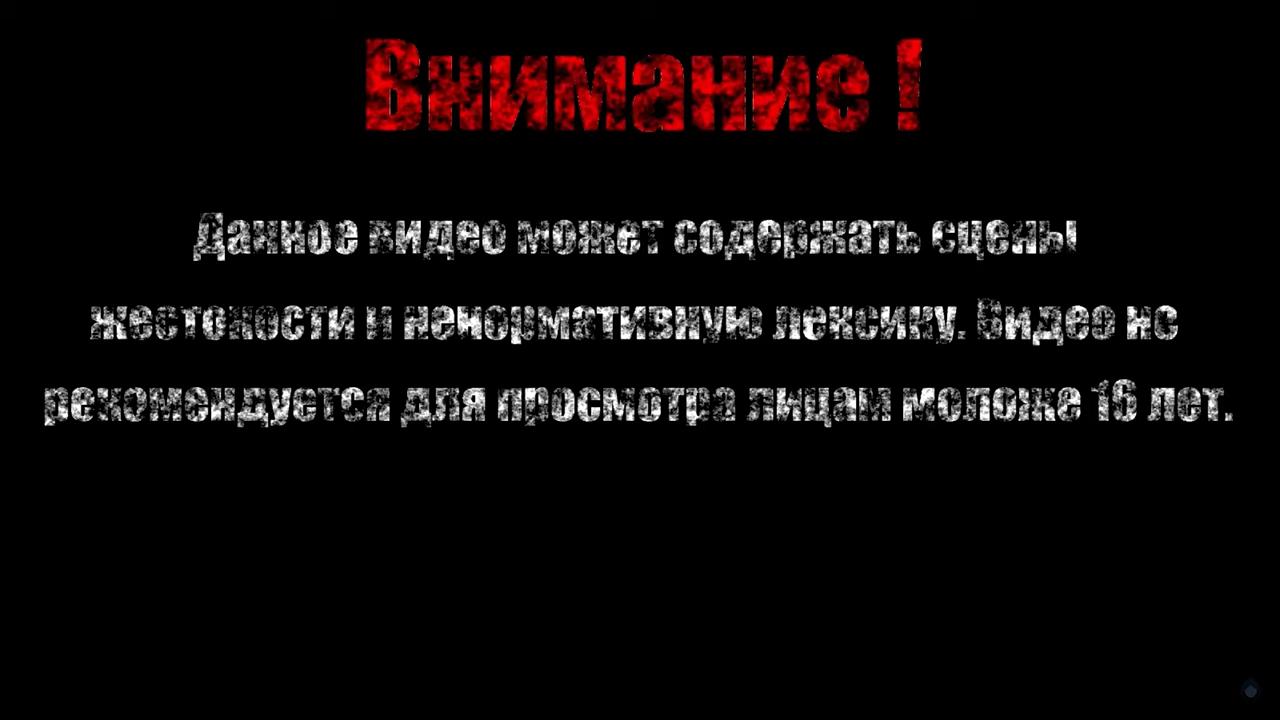 Внимание !
Данное видео может содержать сцены
жестокости и ненормативную лексику. Видео не
рекомендуется для просмотра лицам моложе 16 лет.